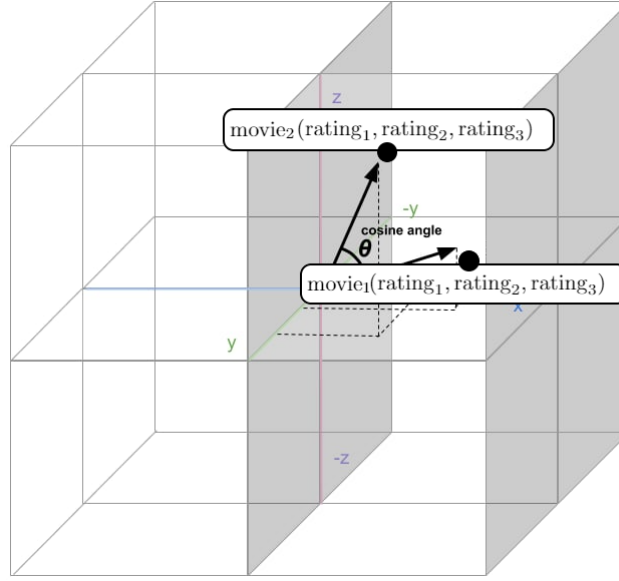 z
movie₂(rating₁,rating₂,rating₃)
-y
cosine angle
θ
movie₁(rating₁,rating₂,rating₃)
x
y
-z